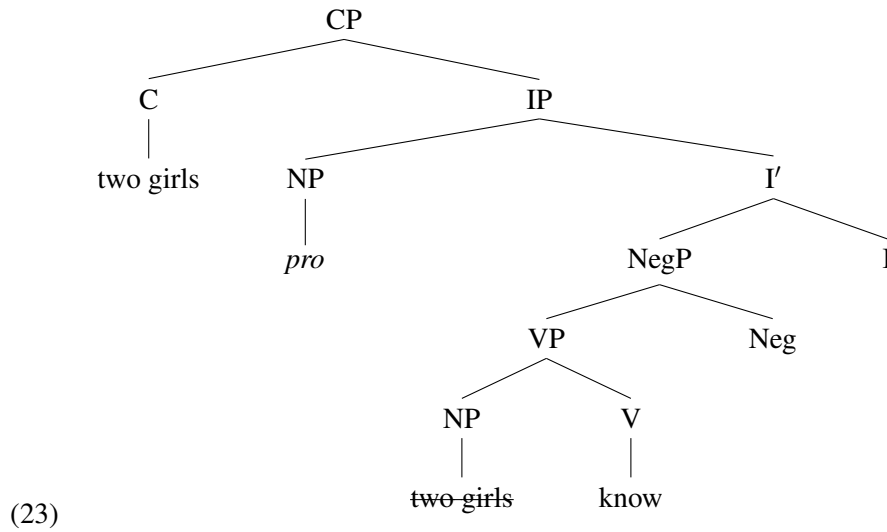 CP
C IP
two girls NP I′
pro NegP I
VP Neg
NP V
two girls know
(23)